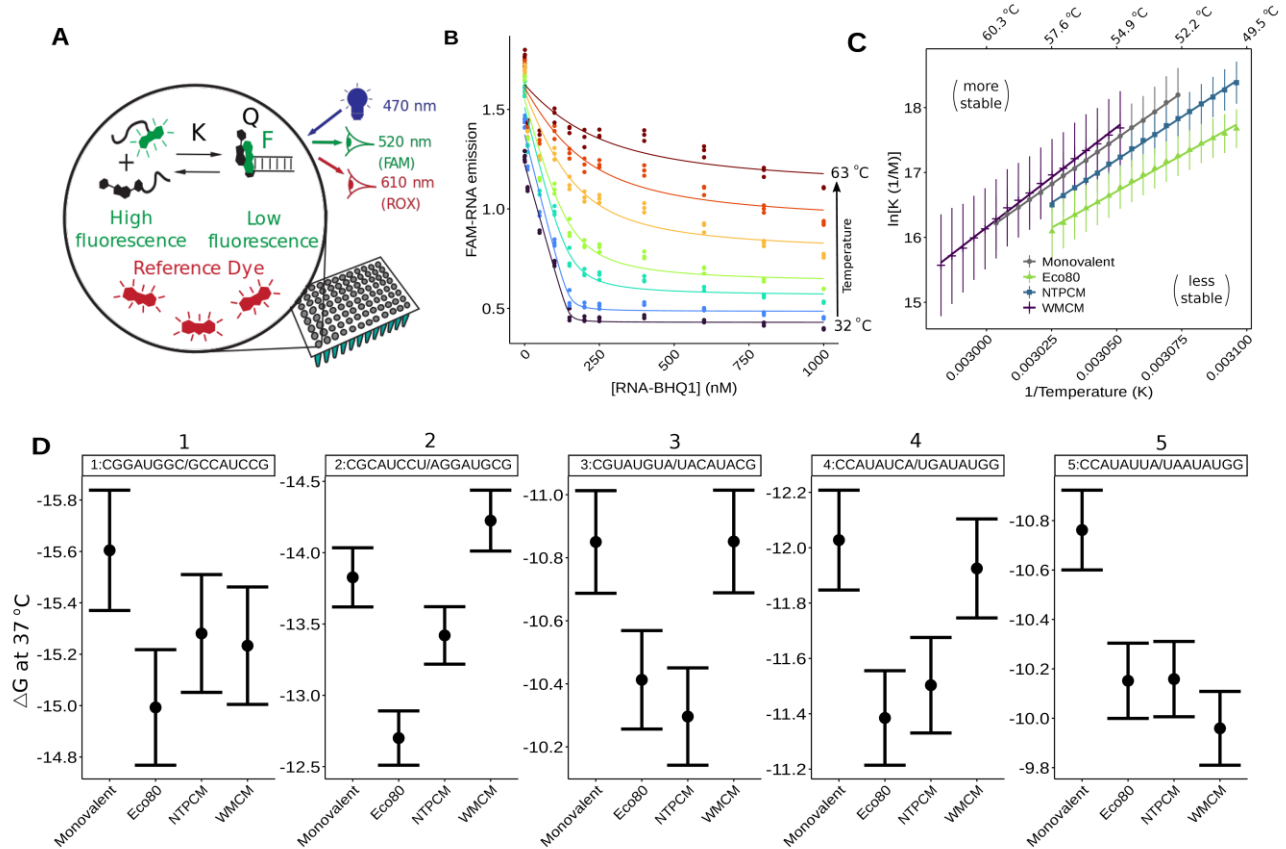 A
K
Q
F
+
High
fluorescence
Low
fluorescence
Reference Dye
470 nm
520 nm
(FAM)
610 nm
(ROX)
B
FAM-RNA emission
1.5
1.0
0.5
0
250
500
750
1000
[RNA-BHQ1] (nM)
63 °C
Temperature
32 °C
C
60.3 °C
57.6 °C
54.9 °C
52.2 °C
49.5 °C
ln[K (1/M)]
18
17
16
15
(more
stable)
(less
stable)
Monovalent
Eco80
NTPCM
WMCM
0.003000
0.003025
0.003050
0.003075
0.003100
1/Temperature (K)
D
△G at 37 °C
1
1:CGGAUGGC/GCCAUCCG
-15.8
-15.6
-15.4
-15.2
-15.0
-14.8
Monovalent
Eco80
NTPCM
WMCM
2
2:CGCAUCCU/AGGAUGCG
-14.5
-14.0
-13.5
-13.0
-12.5
Monovalent
Eco80
NTPCM
WMCM
3
3:CGUAUGUA/UACAUACG
-11.0
-10.8
-10.6
-10.4
-10.2
Monovalent
Eco80
NTPCM
WMCM
4
4:CCAUAUCA/UGAUAUGG
-12.2
-12.0
-11.8
-11.6
-11.4
-11.2
Monovalent
Eco80
NTPCM
WMCM
5
5:CCAUAUUA/UAAUAUGG
-10.8
-10.6
-10.4
-10.2
-10.0
-9.8
Monovalent
Eco80
NTPCM
WMCM